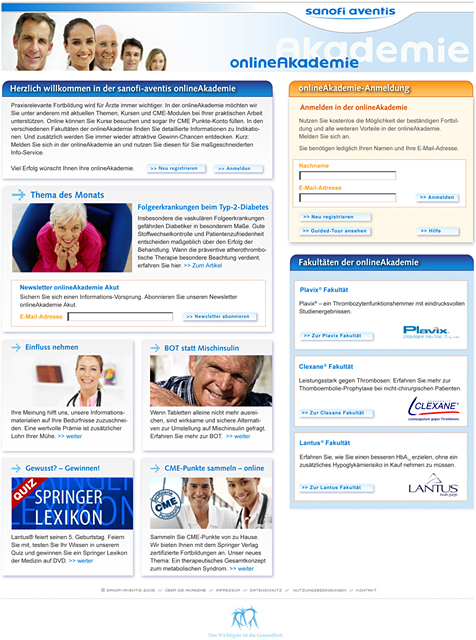 sanofi aventis
Akademie
onlineAkademie
Herzlich willkommen in der sanofi-aventis onlineAkademie
Praxisrelevante Fortbildung wird für Ärzte immer wichtiger. In der onlineAkademie möchten wir
Sie unter anderem mit aktuellen Themen, Kursen und CME-Modulen bei Ihrer praktischen Arbeit
unterstützen. Online können Sie Kurse besuchen und sogar Ihr CME Punkte-Konto füllen. In den
verschiedenen Fakultäten der onlineAkademie finden Sie detaillierte Informationen zu Indikatio-
nen. Und zusätzlich werden Sie immer wieder attraktive Gewinn-Chancen entdecken. Kurz:
Melden Sie sich in der onlineAkademie an und nutzen Sie diesen für Sie maßgeschneiderten
Info-Service.
Viel Erfolg wünscht Ihnen Ihre onlineAkademie.
>> Neu registrieren
>> Anmelden
onlineAkademie-Anmeldung
Anmelden in der onlineAkademie
Nutzen Sie kostenlos die Möglichkeit der beständigen Fortbil-
dung und alle weiteren Vorteile in der onlineAkademie.
Melden Sie sich an.
Sie benötigen lediglich Ihren Namen und Ihre E-Mail-Adresse.
Nachname
E-Mail-Adresse
>> Anmelden
>> Neu registrieren
>> Guided-Tour ansehen
>> Hilfe
Thema des Monats
Folgeerkrankungen beim Typ-2-Diabetes
Insbesondere die vaskulären Folgeerkrankungen
gefährden Diabetiker in besonderem Maße. Gute
Stoffwechselkontrolle und Patientenzufriedenheit
entscheiden maßgeblich über den Erfolg der
Behandlung. Wann die präventive atherothrombo-
tische Therapie besondere Beachtung verdient,
erfahren Sie hier. >> Zum Artikel
Newsletter onlineAkademie Akut
Sichern Sie sich einen Informations-Vorsprung. Abonnieren Sie unseren Newsletter
onlineAkademie Akut.
E-Mail-Adresse
>> Newsletter abonnieren
Fakultäten der onlineAkademie
Plavix® Fakultät
Plavix® – ein Thrombozytenfunktionshemmer mit eindrucksvollen
Studienergebnissen.
>> Zur Plavix Fakultät
Plavix
Clexane® Fakultät
Leistungsstark gegen Thrombosen: Erfahren Sie mehr zur
Thromboembolie-Prophylaxe bei nicht-chirurgischen Patienten.
>> Zur Clexane Fakultät
CLEXANE
Leistungsstark gegen Thrombosen
Lantus® Fakultät
Erfahren Sie, wie Sie einen besseren HbA1c erzielen, ohne ein
zusätzliches Hypoglykämierisiko in Kauf nehmen zu müssen.
>> Zur Lantus Fakultät
LANTUS
Einfluss nehmen
Ihre Meinung hilft uns, unsere Informations-
materialien auf Ihre Bedürfnisse zuzuschnei-
den. Eine wertvolle Prämie ist zusätzlicher
Lohn Ihrer Mühe. >> weiter
BOT statt Mischinsulin
Wenn Tabletten alleine nicht mehr ausrei-
chen, sind wirksame und sichere Alternati-
ven zur Umstellung auf Mischinsulin gefragt.
Erfahren Sie mehr zur BOT. >> weiter
Gewusst? – Gewinnen!
QUIZ
SPRINGER
LEXIKON
Lantus® feiert seinen 5. Geburtstag. Feiern
Sie mit, testen Sie Ihr Wissen in unserem
Quiz und gewinnen Sie ein Springer Lexikon
der Medizin auf DVD. >> weiter
CME-Punkte sammeln – online
CME
Sammeln Sie CME-Punkte von zu Hause.
Wir bieten Ihnen mit dem Springer Verlag
zertifizierte Fortbildungen an. Unser neues
Thema: Ein therapeutisches Gesamtkonzept
zum metabolischen Syndrom. >> weiter
© SANOFI-AVENTIS 2006 // ÜBER DIE AKADEMIE // IMPRESSUM // DATENSCHUTZ // NUTZUNGSBEDINGUNGEN // KONTAKT
Das Wichtigste ist die Gesundheit